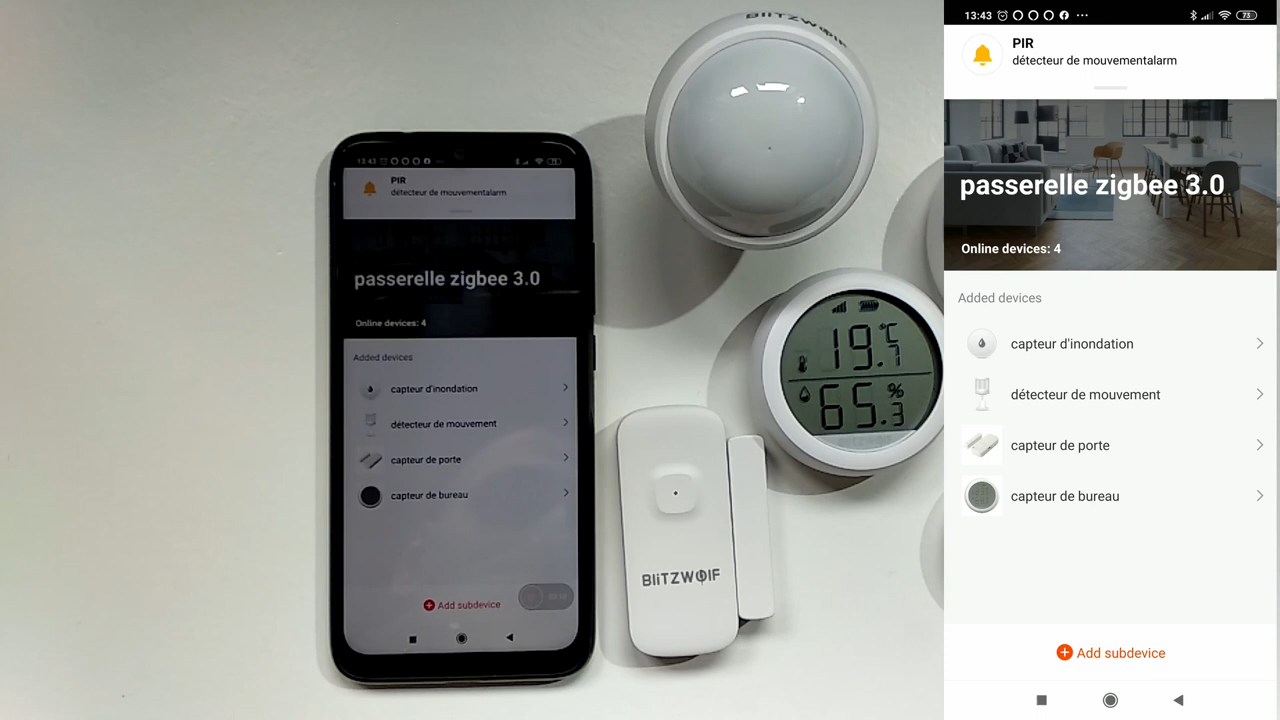 BLITZWOLF
13:43
PIR
détecteur de mouvementalarm
passerelle zigbee 3.0
Online devices: 4
Added devices
capteur d'inondation
détecteur de mouvement
capteur de porte
capteur de bureau
Add subdevice
19.7
°C
65.3
%
BLiTZWOLF
13:43
73
PIR
détecteur de mouvementalarm
passerelle zigbee 3.0
Online devices: 4
Added devices
capteur d'inondation
détecteur de mouvement
capteur de porte
capteur de bureau
Add subdevice